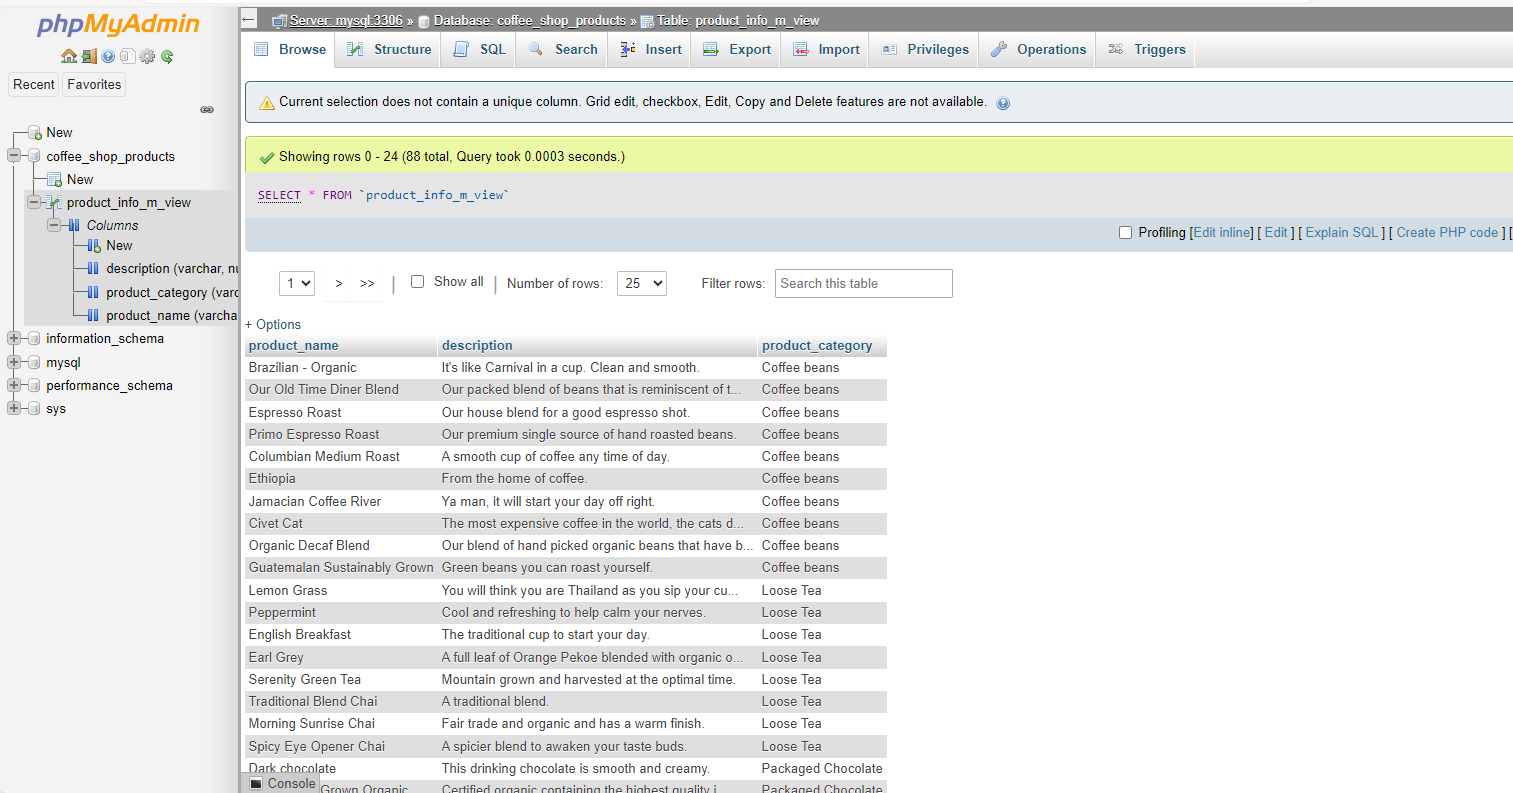 phpMyAdmin
Recent Favorites
New
coffee_shop_products
New
product_info_m_view
Columns
New
description (varchar, nu
product_category (varc
product_name (varcha
information_schema
mysql
performance_schema
sys
Server: mysql:3306 » Database: coffee_shop_products » Table: product_info_m_view
Browse Structure SQL Search Insert Export Import Privileges Operations Triggers
Current selection does not contain a unique column. Grid edit, checkbox, Edit, Copy and Delete features are not available.
Showing rows 0 - 24 (88 total, Query took 0.0003 seconds.)
SELECT * FROM `product_info_m_view`
Profiling [Edit inline] [ Edit ] [ Explain SQL ] [ Create PHP code ] [
1 > >> | Show all | Number of rows: 25 Filter rows: Search this table
+ Options
product_name description product_category
Brazilian - Organic It's like Carnival in a cup. Clean and smooth. Coffee beans
Our Old Time Diner Blend Our packed blend of beans that is reminiscent of t... Coffee beans
Espresso Roast Our house blend for a good espresso shot. Coffee beans
Primo Espresso Roast Our premium single source of hand roasted beans. Coffee beans
Columbian Medium Roast A smooth cup of coffee any time of day. Coffee beans
Ethiopia From the home of coffee. Coffee beans
Jamacian Coffee River Ya man, it will start your day off right. Coffee beans
Civet Cat The most expensive coffee in the world, the cats d... Coffee beans
Organic Decaf Blend Our blend of hand picked organic beans that have b... Coffee beans
Guatemalan Sustainably Grown Green beans you can roast yourself. Coffee beans
Lemon Grass You will think you are Thailand as you sip your cu... Loose Tea
Peppermint Cool and refreshing to help calm your nerves. Loose Tea
English Breakfast The traditional cup to start your day. Loose Tea
Earl Grey A full leaf of Orange Pekoe blended with organic o... Loose Tea
Serenity Green Tea Mountain grown and harvested at the optimal time. Loose Tea
Traditional Blend Chai A traditional blend. Loose Tea
Morning Sunrise Chai Fair trade and organic and has a warm finish. Loose Tea
Spicy Eye Opener Chai A spicier blend to awaken your taste buds. Loose Tea
Dark chocolate This drinking chocolate is smooth and creamy. Packaged Chocolate
Grown Organic Certified organic containing the highest quality i... Packaged Chocolate
Console